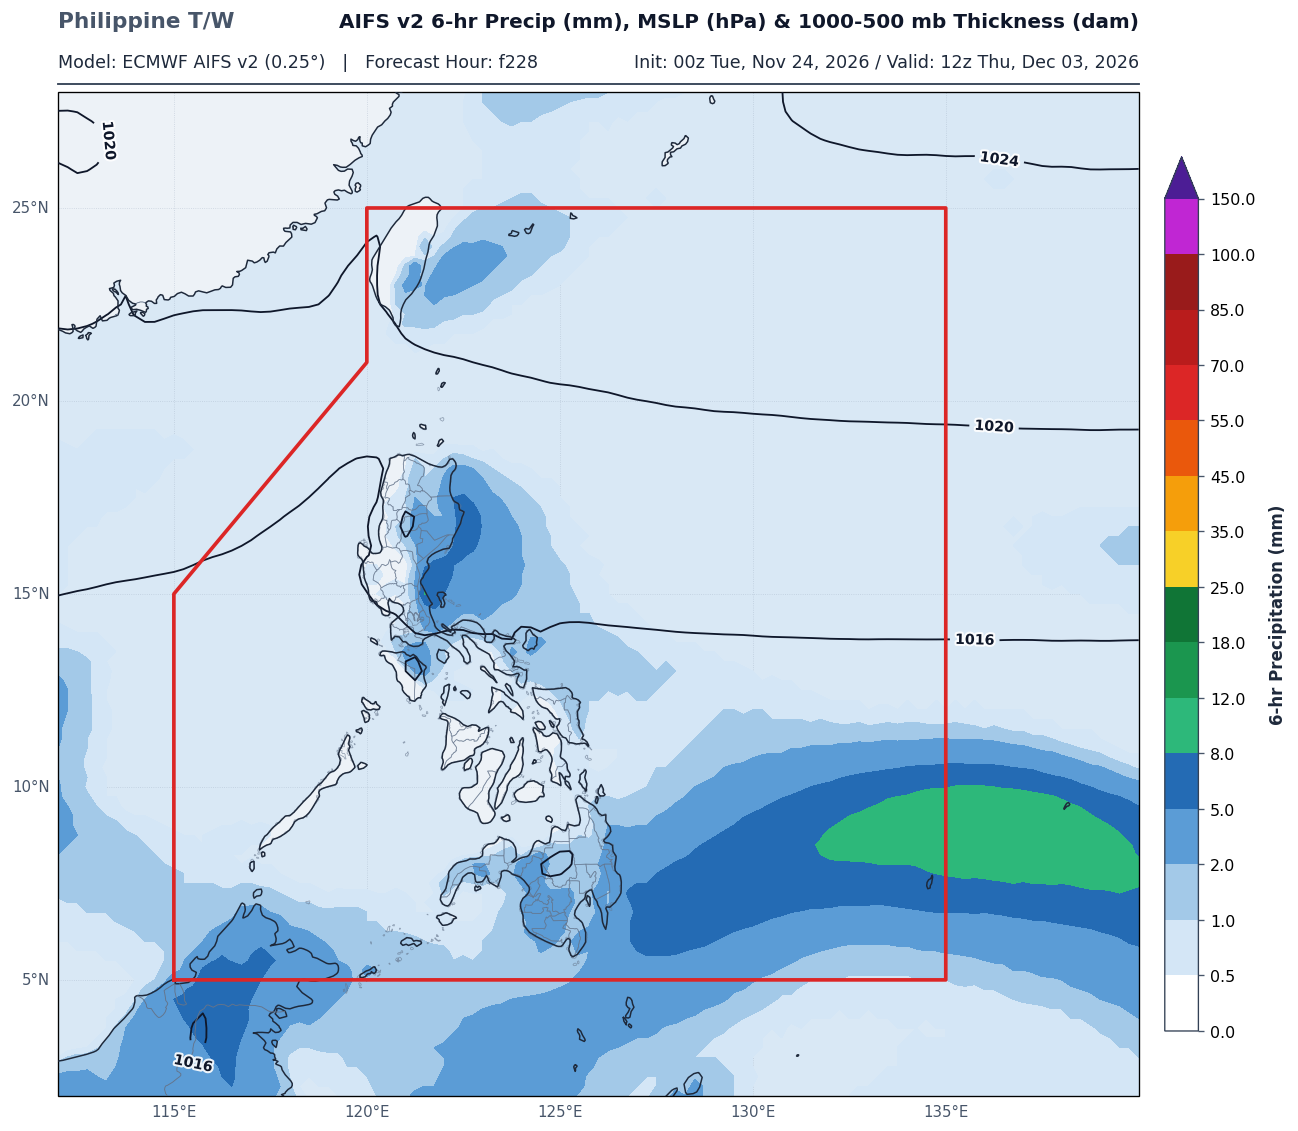 Philippine T/W
AIFS v2 6-hr Precip (mm), MSLP (hPa) & 1000-500 mb Thickness (dam)
Model: ECMWF AIFS v2 (0.25°) | Forecast Hour: f228
Init: 00z Tue, Nov 24, 2026 / Valid: 12z Thu, Dec 03, 2026
1020
1024
1020
1016
1016
25°N
20°N
15°N
10°N
5°N
115°E
120°E
125°E
130°E
135°E
150.0
100.0
85.0
70.0
55.0
45.0
35.0
25.0
18.0
12.0
8.0
5.0
2.0
1.0
0.5
0.0
6-hr Precipitation (mm)